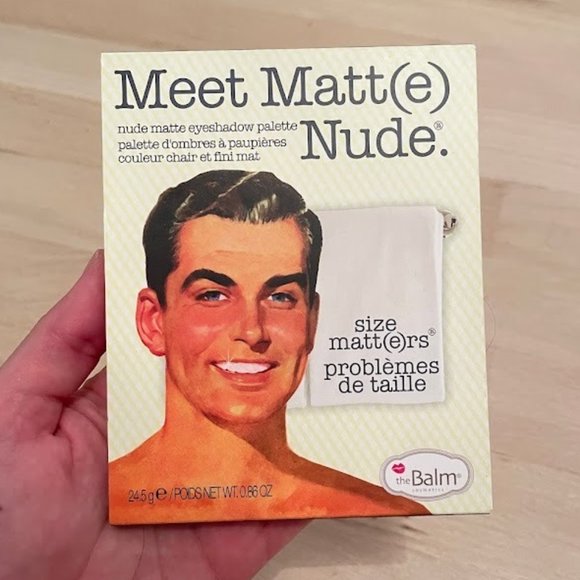 Meet Matt(e)
Nude.®
nude matte eyeshadow palette
palette d'ombres à paupières
couleur chair et fini mat
size
matt(e)rs®
problèmes
de taille
24.5 g e / POIDS NET WT. 0.86 OZ
theBalm®
cosmetics